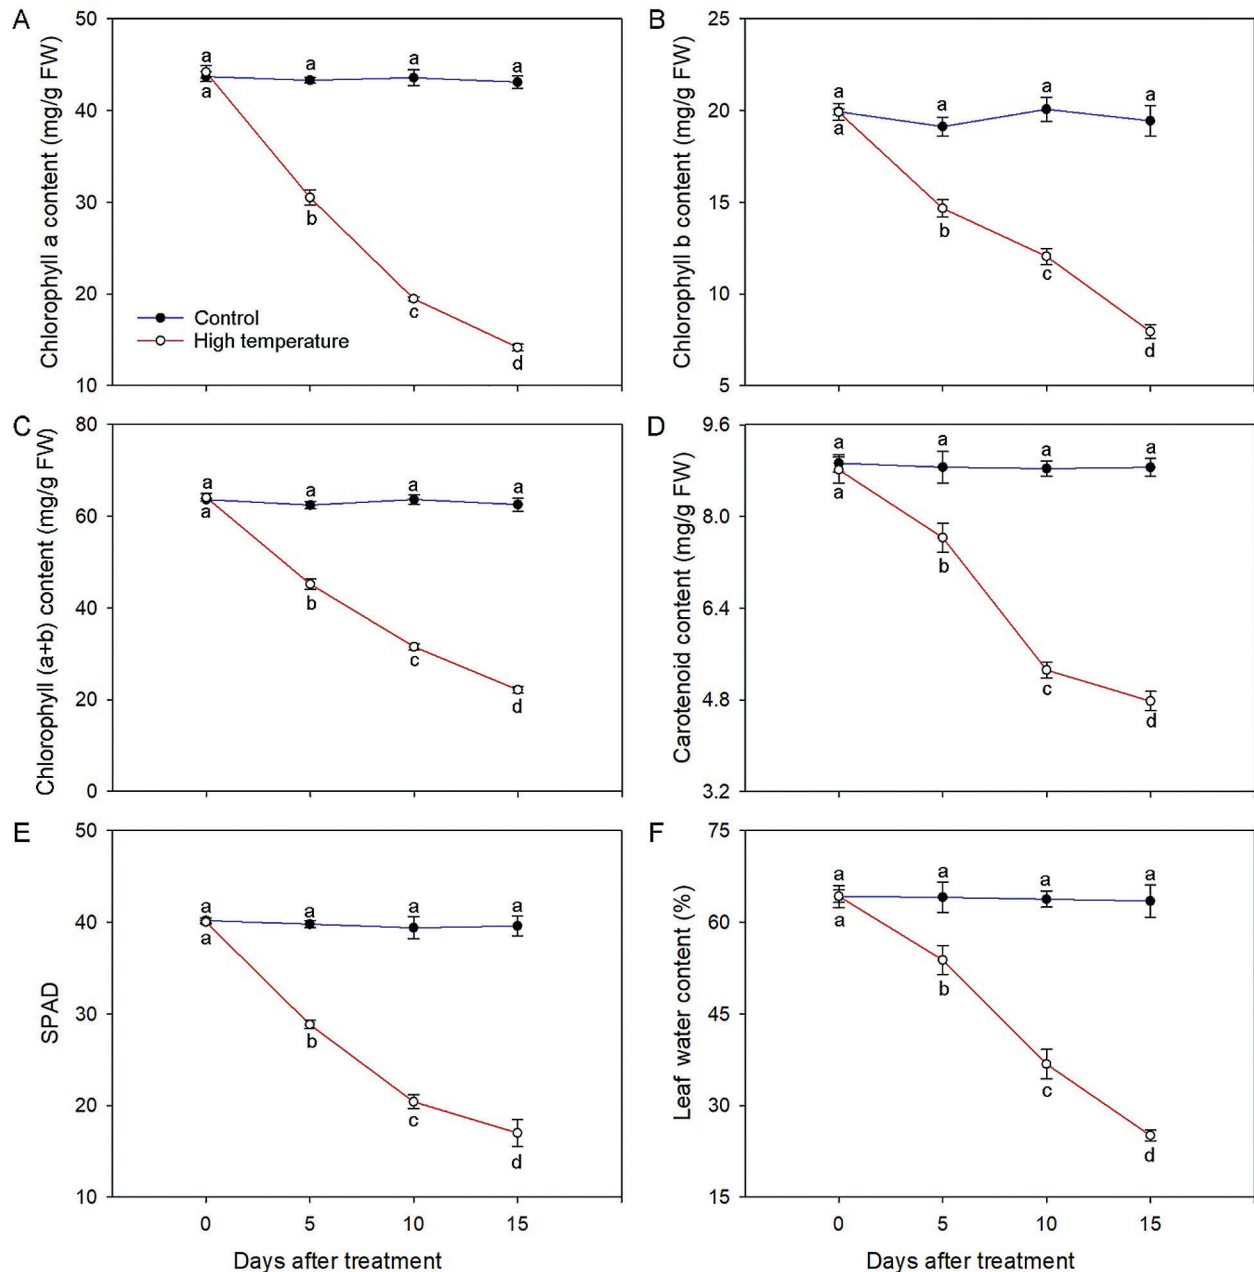 A
Chlorophyll a content (mg/g FW)
50
40
30
20
10
a
a
a
a
a
b
c
d
Control
High temperature
B
Chlorophyll b content (mg/g FW)
25
20
15
10
5
a
a
a
a
a
b
c
d
C
Chlorophyll (a+b) content (mg/g FW)
80
60
40
20
0
a
a
a
a
a
b
c
d
D
Carotenoid content (mg/g FW)
9.6
8.0
6.4
4.8
3.2
a
a
a
a
a
b
c
d
E
SPAD
50
40
30
20
10
a
a
a
a
a
b
c
d
0 5 10 15
Days after treatment
F
Leaf water content (%)
75
60
45
30
15
a
a
a
a
a
b
c
d
0 5 10 15
Days after treatment